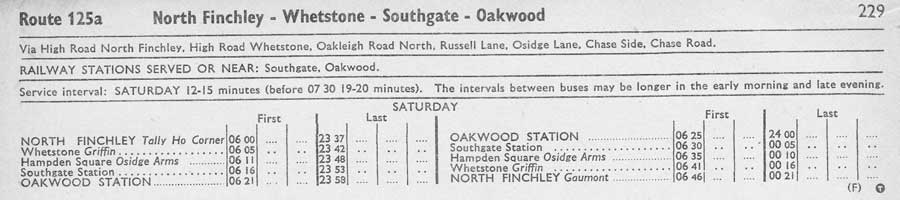 Route 125a North Finchley - Whetstone - Southgate - Oakwood 229
Via High Road North Finchley, High Road Whetstone, Oakleigh Road North, Russell Lane, Osidge Lane, Chase Side, Chase Road.
RAILWAY STATIONS SERVED OR NEAR: Southgate, Oakwood.
Service interval: SATURDAY 12-15 minutes (before 07 30 19-20 minutes). The intervals between buses may be longer in the early morning and late evening.
SATURDAY
First Last
NORTH FINCHLEY Tally Ho Corner 06 00 .... .... 23 37 .... .... ....
Whetstone Griffin .................... 06 05 .. .. 23 42 .. .. ..
Hampden Square Osidge Arms .......... 06 11 .... .... 23 48 .... .... ....
Southgate Station .................... 06 16 .. .. 23 53 .. .. ..
OAKWOOD STATION .................... 06 21 .... .... 23 58 .... .... ....
First Last
OAKWOOD STATION .................... 06 25 .... .... 24 00 .... .... ....
Southgate Station .................... 06 30 .. .. 00 05 .. .. ..
Hampden Square Osidge Arms .......... 06 35 .... .... 00 10 .... .... ....
Whetstone Griffin .................... 06 41 .. .. 00 16 .. .. ..
NORTH FINCHLEY Gaumont .............. 06 46 .... .... 00 21 .... .... ....
(F) T